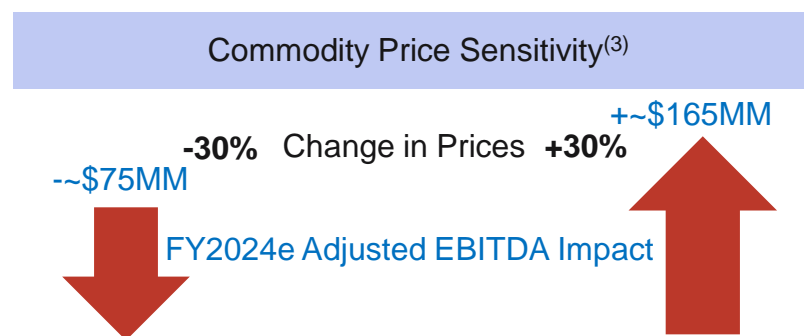 Commodity Price Sensitivity(3)
+~$165MM
-30% Change in Prices +30%
-~$75MM
FY2024e Adjusted EBITDA Impact